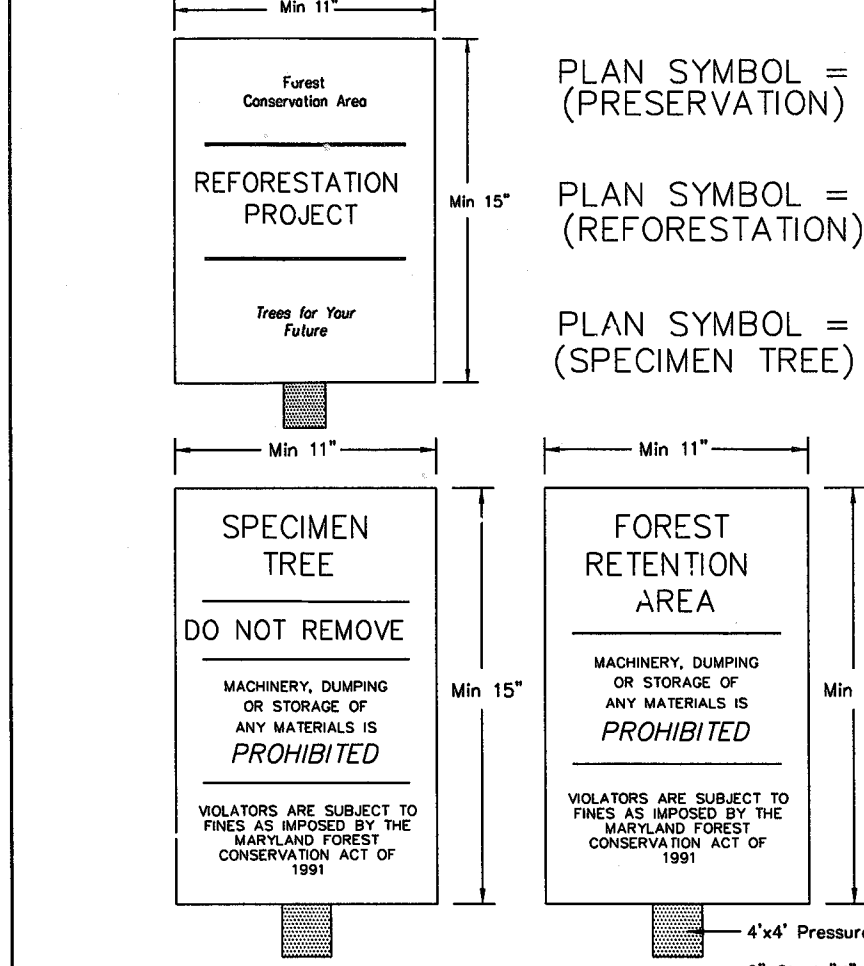 Min 11"
Forest
Conservation Area
REFORESTATION
PROJECT
Trees for Your
Future
Min 15"
PLAN SYMBOL =
(PRESERVATION)
PLAN SYMBOL =
(REFORESTATION)
PLAN SYMBOL =
(SPECIMEN TREE)
Min 11"
SPECIMEN
TREE
DO NOT REMOVE
MACHINERY, DUMPING
OR STORAGE OF
ANY MATERIALS IS
PROHIBITED
VIOLATORS ARE SUBJECT TO
FINES AS IMPOSED BY THE
MARYLAND FOREST
CONSERVATION ACT OF
1991
Min 15"
Min 11"
FOREST
RETENTION
AREA
MACHINERY, DUMPING
OR STORAGE OF
ANY MATERIALS IS
PROHIBITED
VIOLATORS ARE SUBJECT TO
FINES AS IMPOSED BY THE
MARYLAND FOREST
CONSERVATION ACT OF
1991
Min
4'x4' Pressure